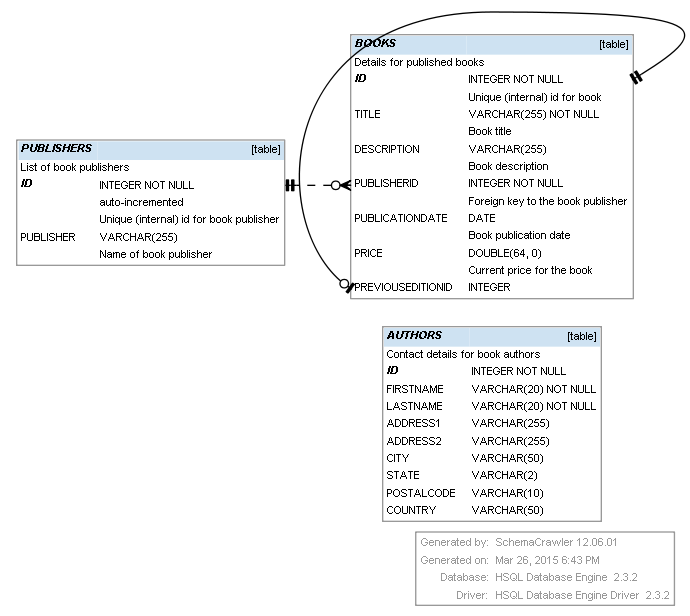 BOOKS [table]
Details for published books
ID INTEGER NOT NULL
Unique (internal) id for book
TITLE VARCHAR(255) NOT NULL
Book title
DESCRIPTION VARCHAR(255)
Book description
PUBLISHERID INTEGER NOT NULL
Foreign key to the book publisher
PUBLICATIONDATE DATE
Book publication date
PRICE DOUBLE(64, 0)
Current price for the book
PREVIOUSEDITIONID INTEGER
PUBLISHERS [table]
List of book publishers
ID INTEGER NOT NULL
auto-incremented
Unique (internal) id for book publisher
PUBLISHER VARCHAR(255)
Name of book publisher
AUTHORS [table]
Contact details for book authors
ID INTEGER NOT NULL
FIRSTNAME VARCHAR(20) NOT NULL
LASTNAME VARCHAR(20) NOT NULL
ADDRESS1 VARCHAR(255)
ADDRESS2 VARCHAR(255)
CITY VARCHAR(50)
STATE VARCHAR(2)
POSTALCODE VARCHAR(10)
COUNTRY VARCHAR(50)
Generated by: SchemaCrawler 12.06.01
Generated on: Mar 26, 2015 6:43 PM
Database: HSQL Database Engine 2.3.2
Driver: HSQL Database Engine Driver 2.3.2